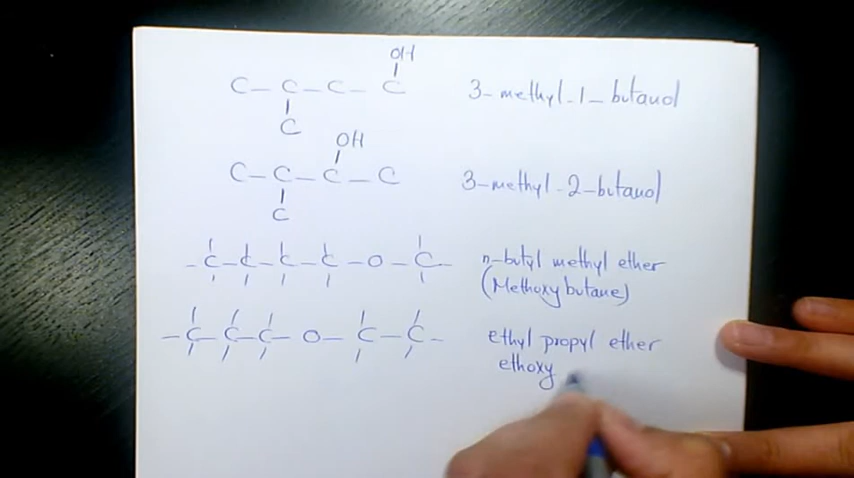 OH
C - C - C - C 3-methyl-1-butanol
C
OH
C - C - C - C 3-methyl-2-butanol
C
- C - C - C - C - O - C - n-butyl methyl ether
(Methoxy butane)
- C - C - C - O - C - C - ethyl propyl ether
ethoxy